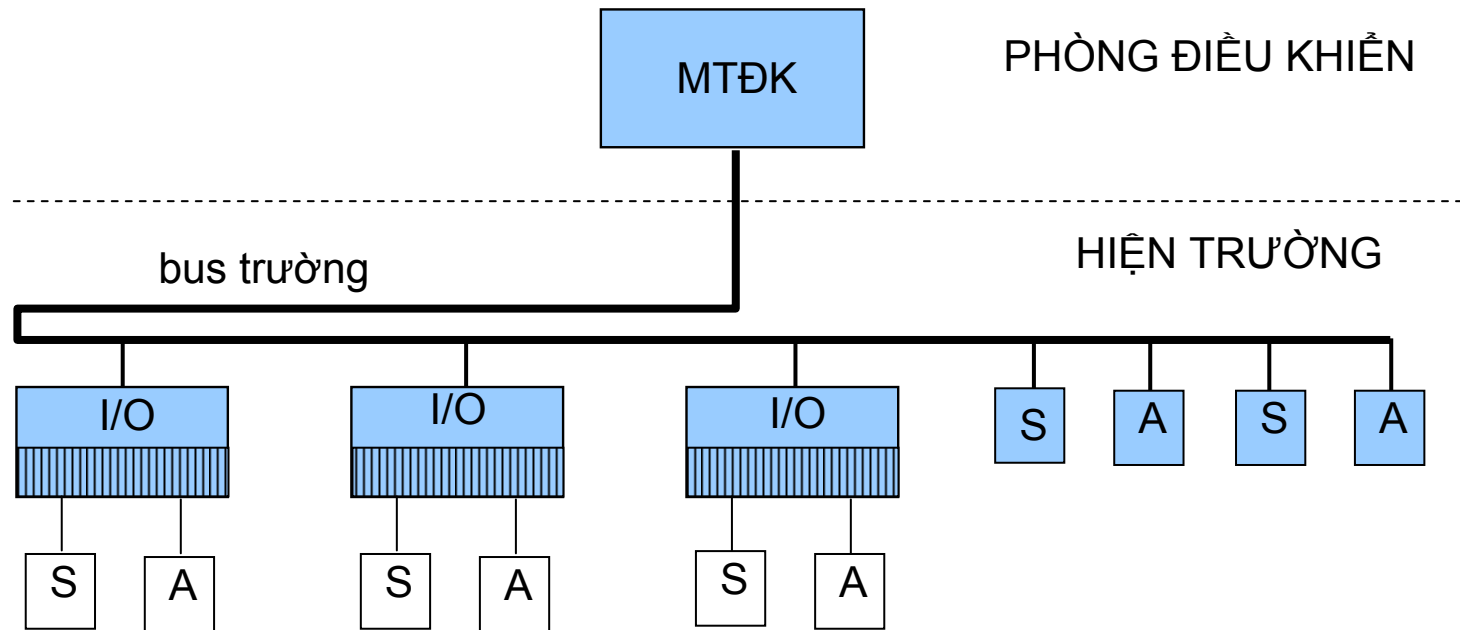 MTĐK
PHÒNG ĐIỀU KHIỂN
HIỆN TRƯỜNG
bus trường
I/O
I/O
I/O
S
A
S
A
S
A
S
A
S
A